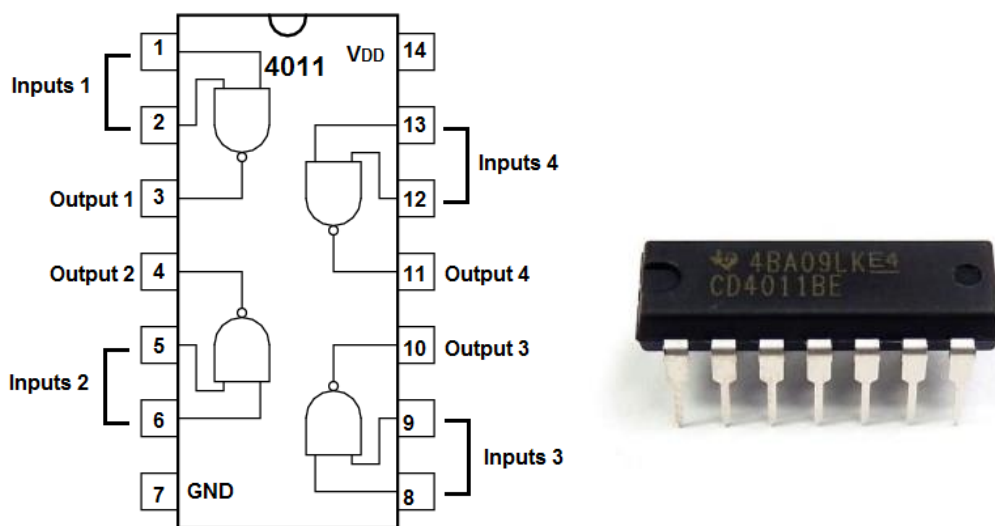 1
4011
VDD
14
Inputs 1
2
13
Inputs 4
12
Output 1
3
Output 2
4
11
Output 4
5
10
Output 3
Inputs 2
6
9
Inputs 3
7
GND
8
4BA09LKE4
CD4011BE